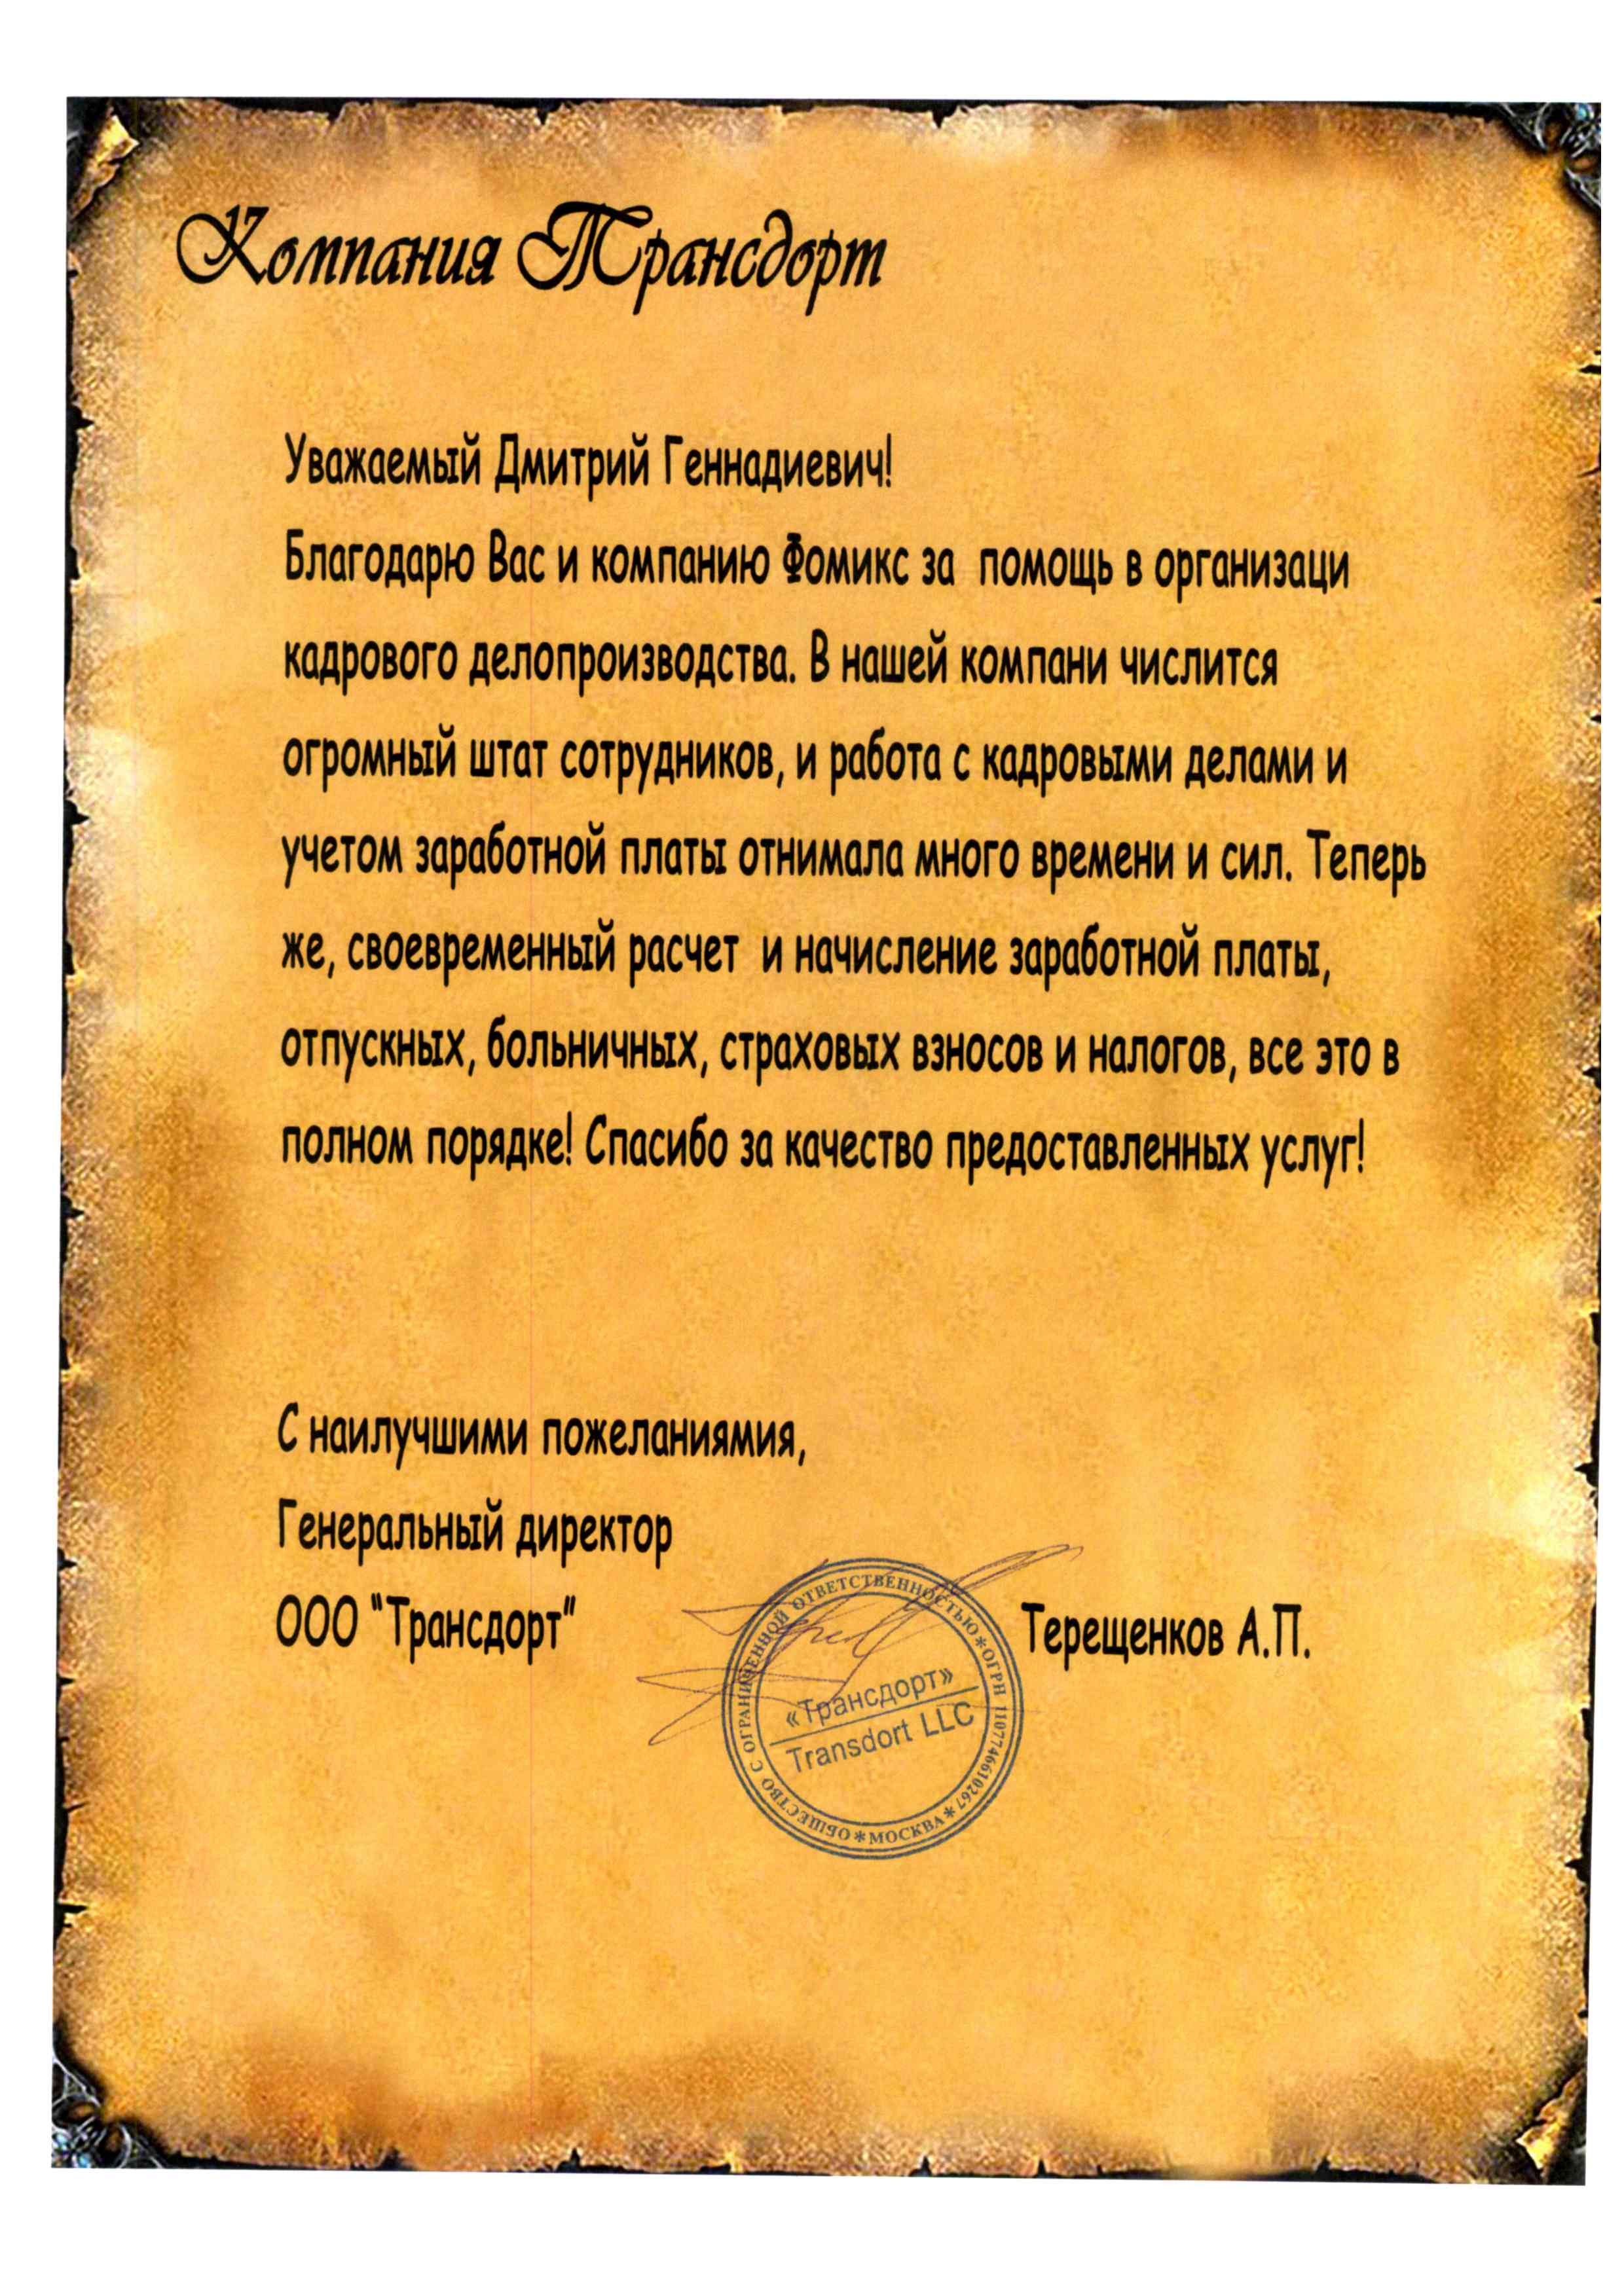 Компания Трансдорт
Уважаемый Дмитрий Геннадиевич!
Благодарю Вас и компанию Фомикс за помощь в организаци
кадрового делопроизводства. В нашей компани числится
огромный штат сотрудников, и работа с кадровыми делами и
учетом заработной платы отнимала много времени и сил. Теперь
же, своевременный расчет и начисление заработной платы,
отпускных, больничных, страховых взносов и налогов, все это в
полном порядке! Спасибо за качество предоставленных услуг!
С наилучшими пожеланиямия,
Генеральный директор
ООО "Трансдорт"
Терещенков А.П.
ОБЩЕСТВО С ОГРАНИЧЕННОЙ ОТВЕТСТВЕННОСТЬЮ * ОГРН 1107746610267 * МОСКВА *
«Трансдорт»
Transdort LLC